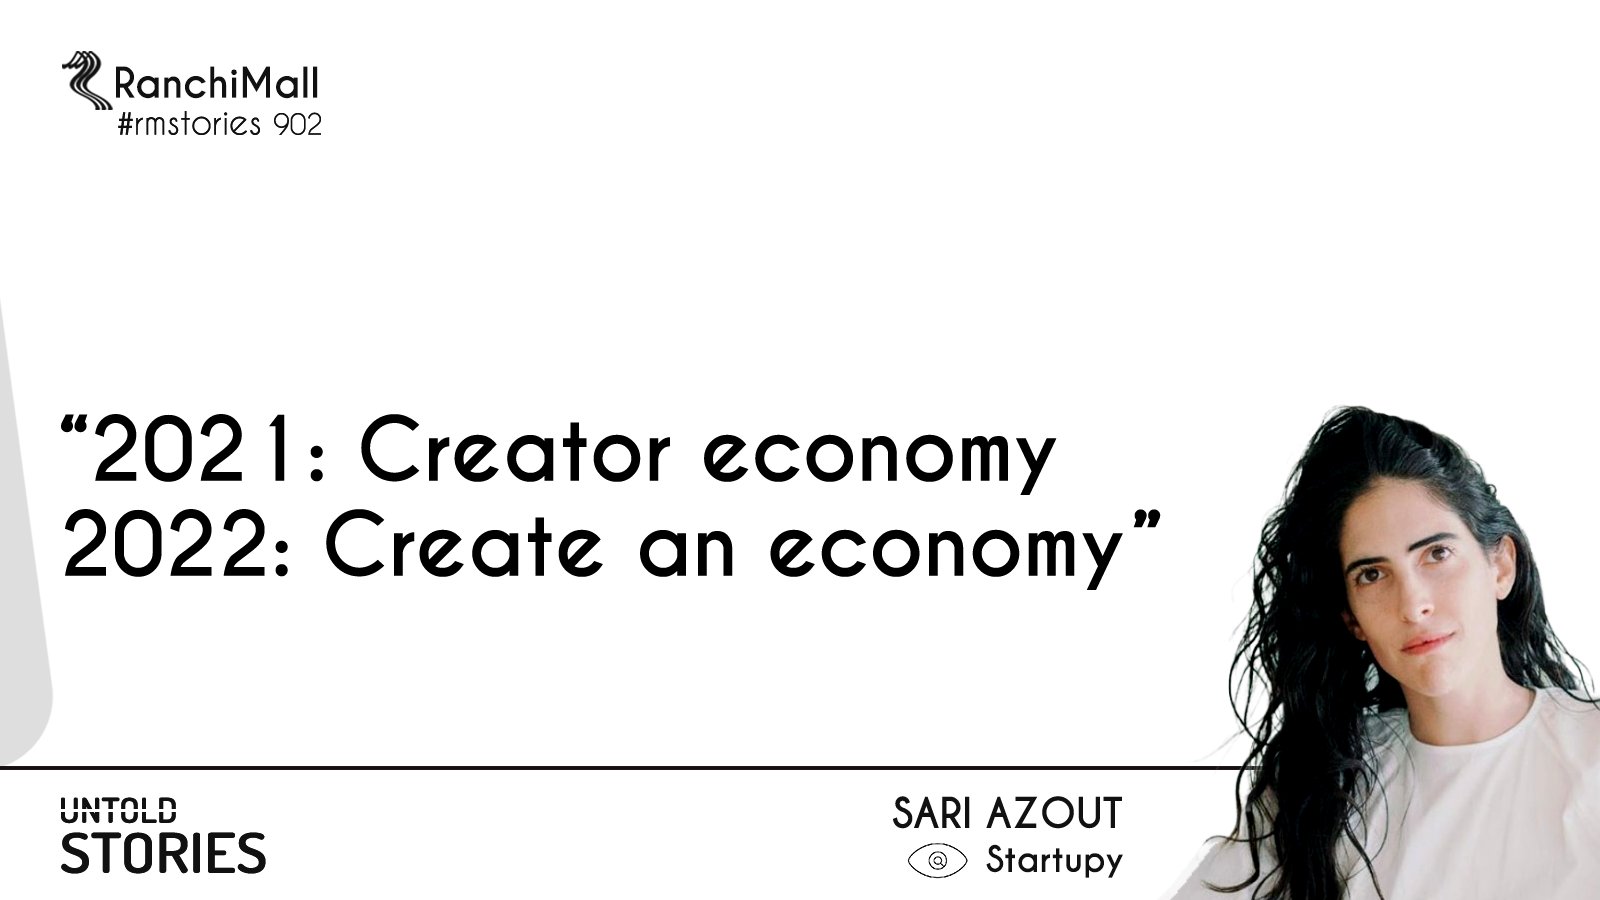 RanchiMall
#rmstories 902
“2021: Creator economy
2022: Create an economy”
UNTOLD
STORIES
SARI AZOUT
Startupy